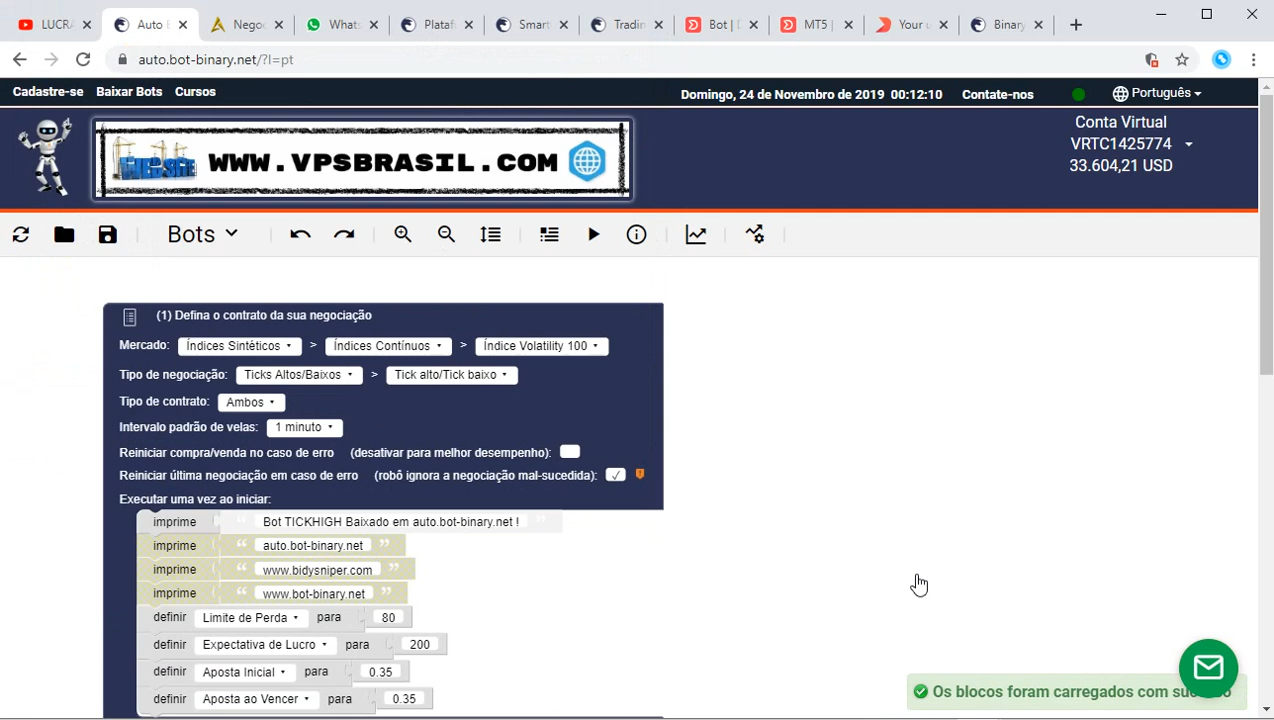 LUCRA
Auto
Nego
Whats
Plataf
Smart
Tradin
Bot | D
MT5 |
Your
Binary
auto.bot-binary.net/?l=pt
Cadastre-se Baixar Bots Cursos
Domingo, 24 de Novembro de 2019 00:12:10 Contate-nos Português
WEBSITE WWW.VPSBRASIL.COM
Conta Virtual
VRTC1425774
33.604,21 USD
Bots
(1) Defina o contrato da sua negociação
Mercado: Índices Sintéticos > Índices Contínuos > Índice Volatility 100
Tipo de negociação: Ticks Altos/Baixos > Tick alto/Tick baixo
Tipo de contrato: Ambos
Intervalo padrão de velas: 1 minuto
Reiniciar compra/venda no caso de erro (desativar para melhor desempenho):
Reiniciar última negociação em caso de erro (robô ignora a negociação mal-sucedida): ✓
Executar uma vez ao iniciar:
imprime “ Bot TICKHIGH Baixado em auto.bot-binary.net ! ”
imprime “ auto.bot-binary.net ”
imprime “ www.bidysniper.com ”
imprime “ www.bot-binary.net ”
definir Limite de Perda para 80
definir Expectativa de Lucro para 200
definir Aposta Inicial para 0.35
definir Aposta ao Vencer para 0.35
Os blocos foram carregados com su